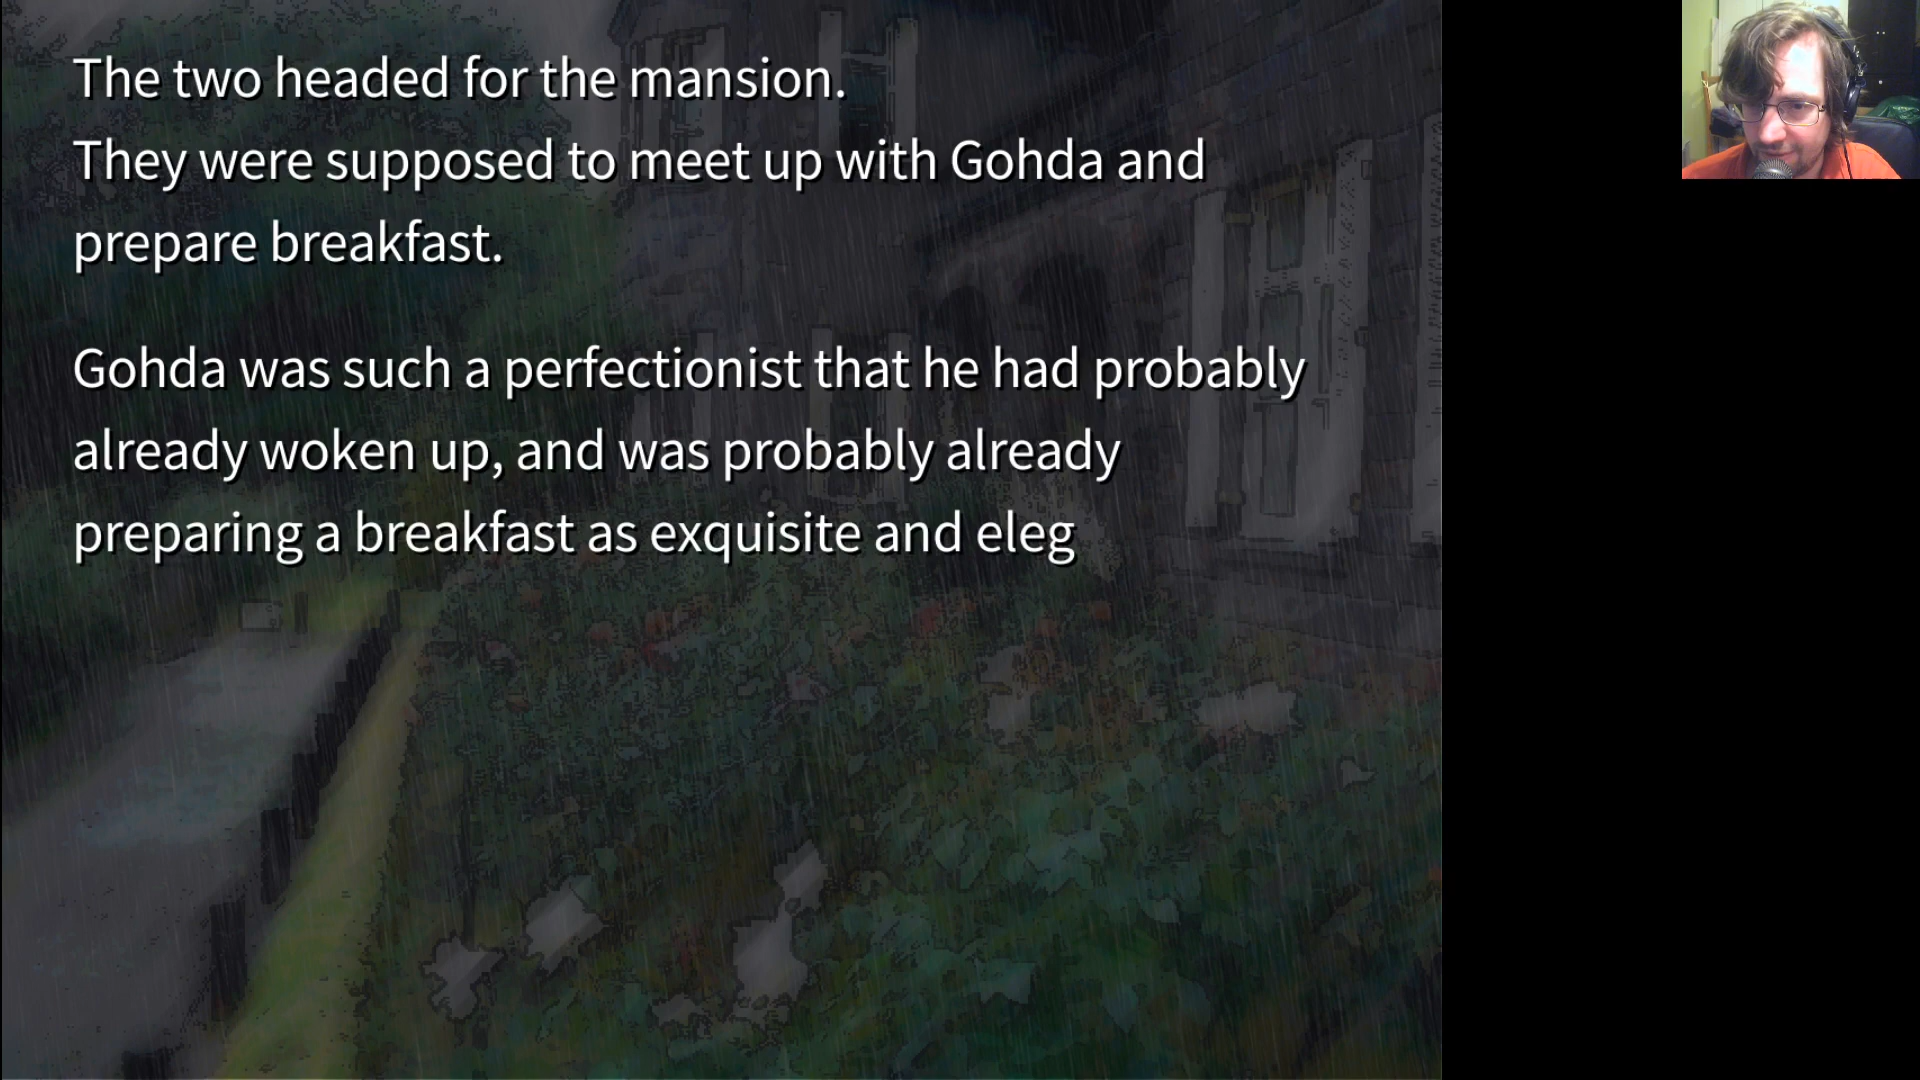 The two headed for the mansion.
They were supposed to meet up with Gohda and
prepare breakfast.
Gohda was such a perfectionist that he had probably
already woken up, and was probably already
preparing a breakfast as exquisite and eleg